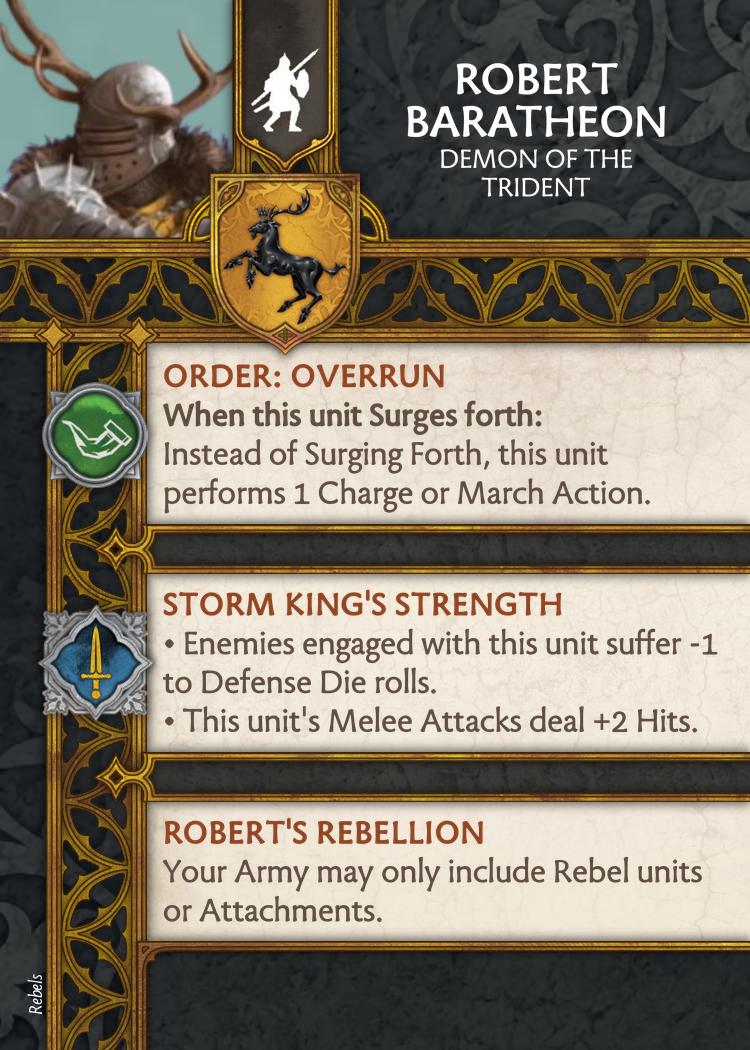 ROBERT
BARATHEON
DEMON OF THE
TRIDENT
ORDER: OVERRUN
When this unit Surges forth:
Instead of Surging Forth, this unit
performs 1 Charge or March Action.
STORM KING'S STRENGTH
• Enemies engaged with this unit suffer -1
to Defense Die rolls.
• This unit's Melee Attacks deal +2 Hits.
ROBERT'S REBELLION
Your Army may only include Rebel units
or Attachments.
Rebels